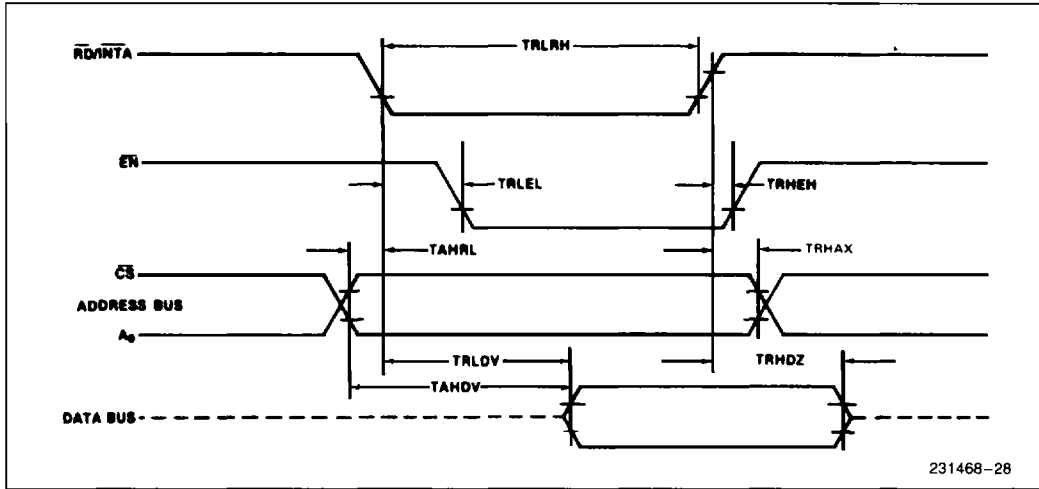 TRLRH
RD/INTA
EN
TRLEL
TRHEH
TAHRL
TRHAX
CS
ADDRESS BUS
A₀
TRLDV
TRHDZ
TAHDV
DATA BUS
231468-28